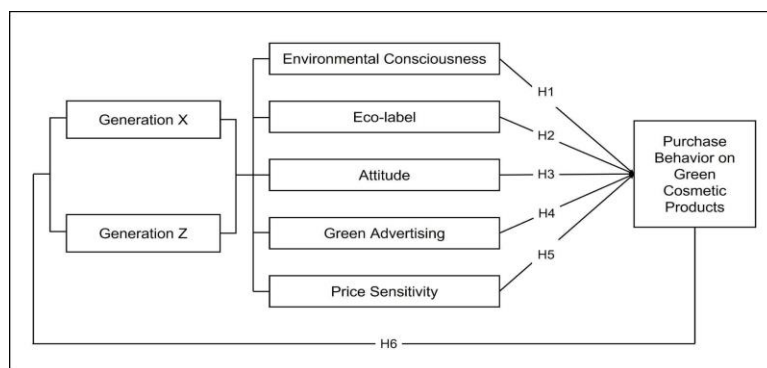 Environmental Consciousness
H1
Generation X
Eco-label
H2
Purchase
Behavior on
Green
Cosmetic
Products
Attitude
H3
Generation Z
Green Advertising
H4
H5
Price Sensitivity
H6